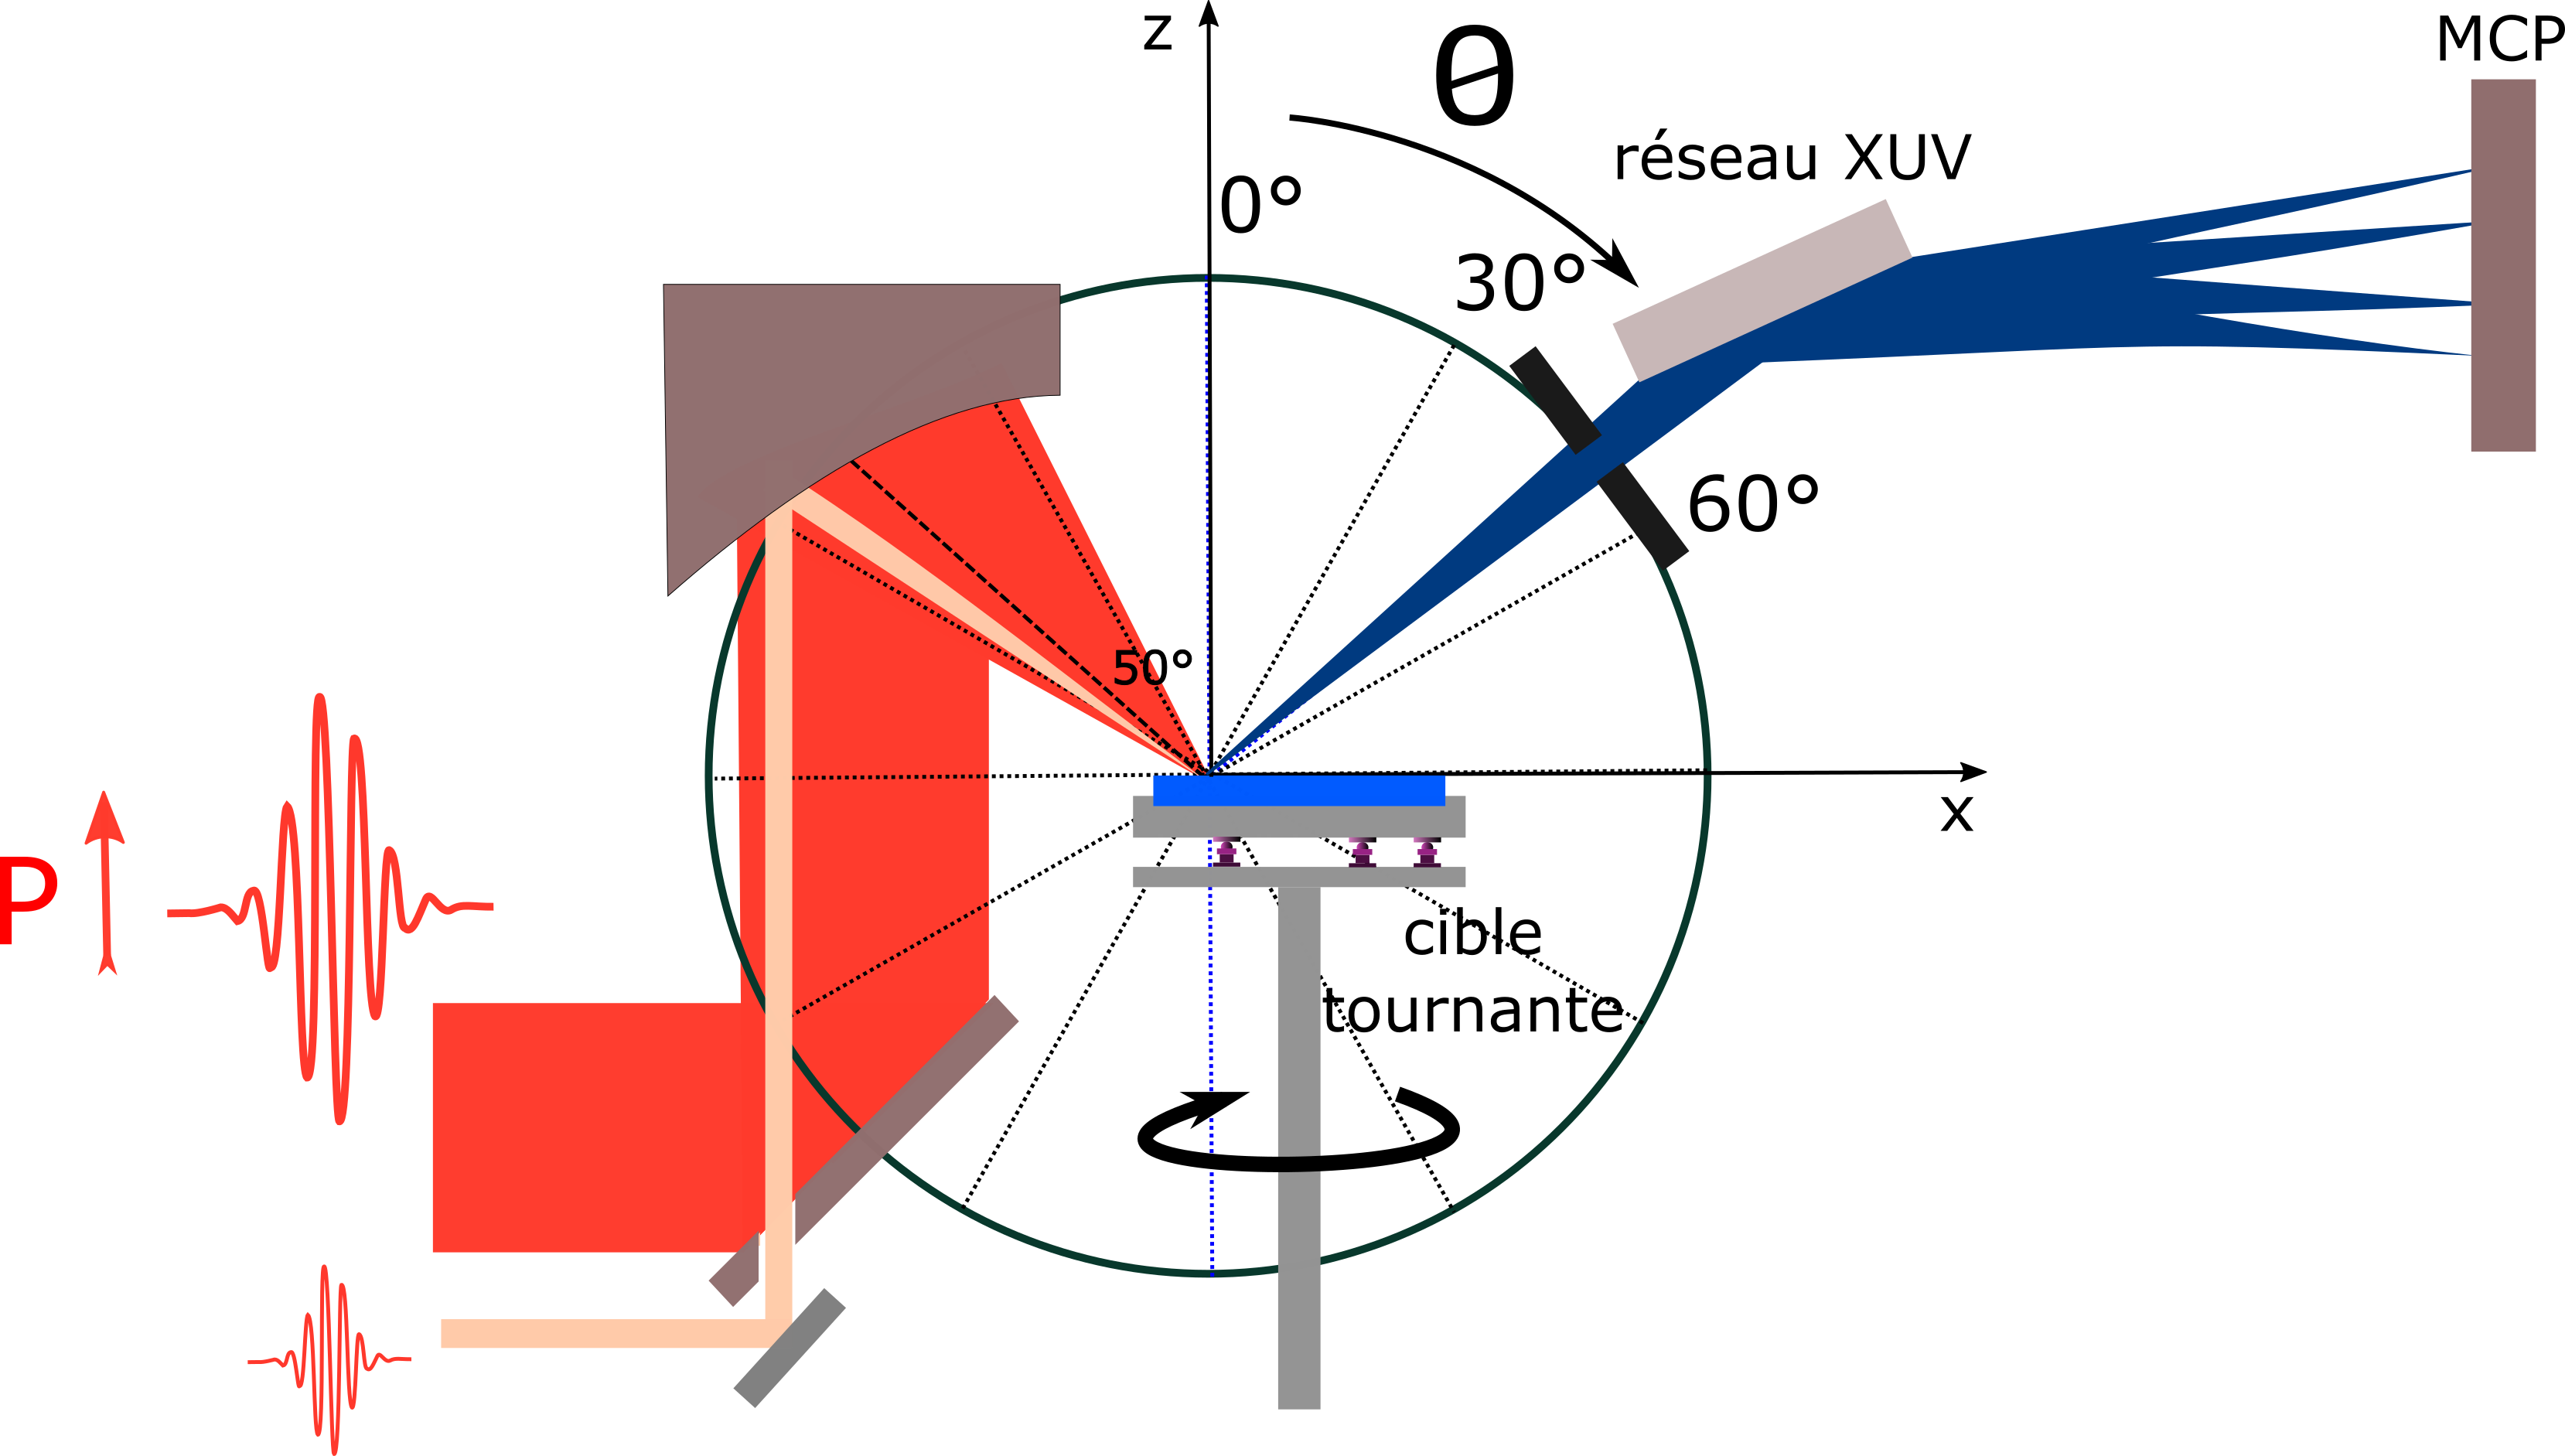 z
θ
MCP
réseau XUV
0°
30°
60°
50°
x
P
cible
tournante